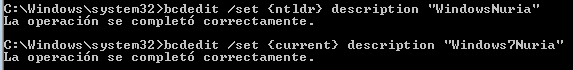 C:\Windows\system32>bcdedit /set {ntldr} description "WindowsNuria"
La operación se completó correctamente.
C:\Windows\system32>bcdedit /set {current} description "Windows7Nuria"
La operación se completó correctamente.